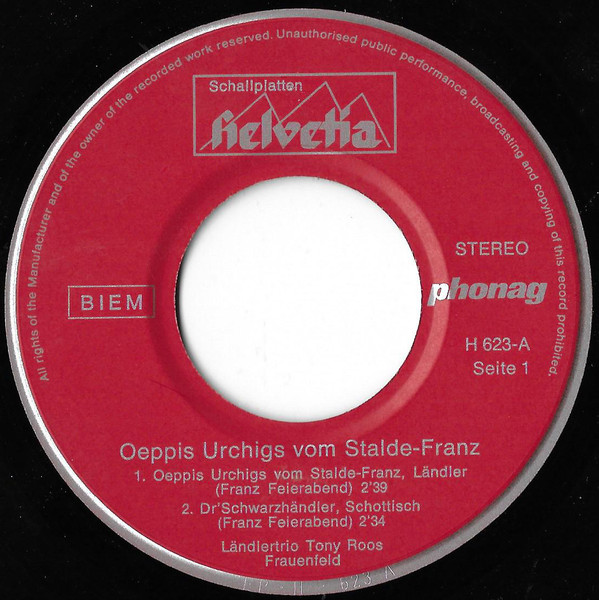 All rights of the Manufacturer and of the owner of the recorded work reserved. Unauthorised public performance, broadcasting and copying of this record prohibited.
Schallplatten
Helvetia
STEREO
BIEM
phonag
H 623-A
Seite 1
Oeppis Urchigs vom Stalde-Franz
1. Oeppis Urchigs vom Stalde-Franz, Ländler
(Franz Feierabend) 2'39
2. Dr'Schwarzhändler, Schottisch
(Franz Feierabend) 2'34
Ländlertrio Tony Roos
Frauenfeld
623 A